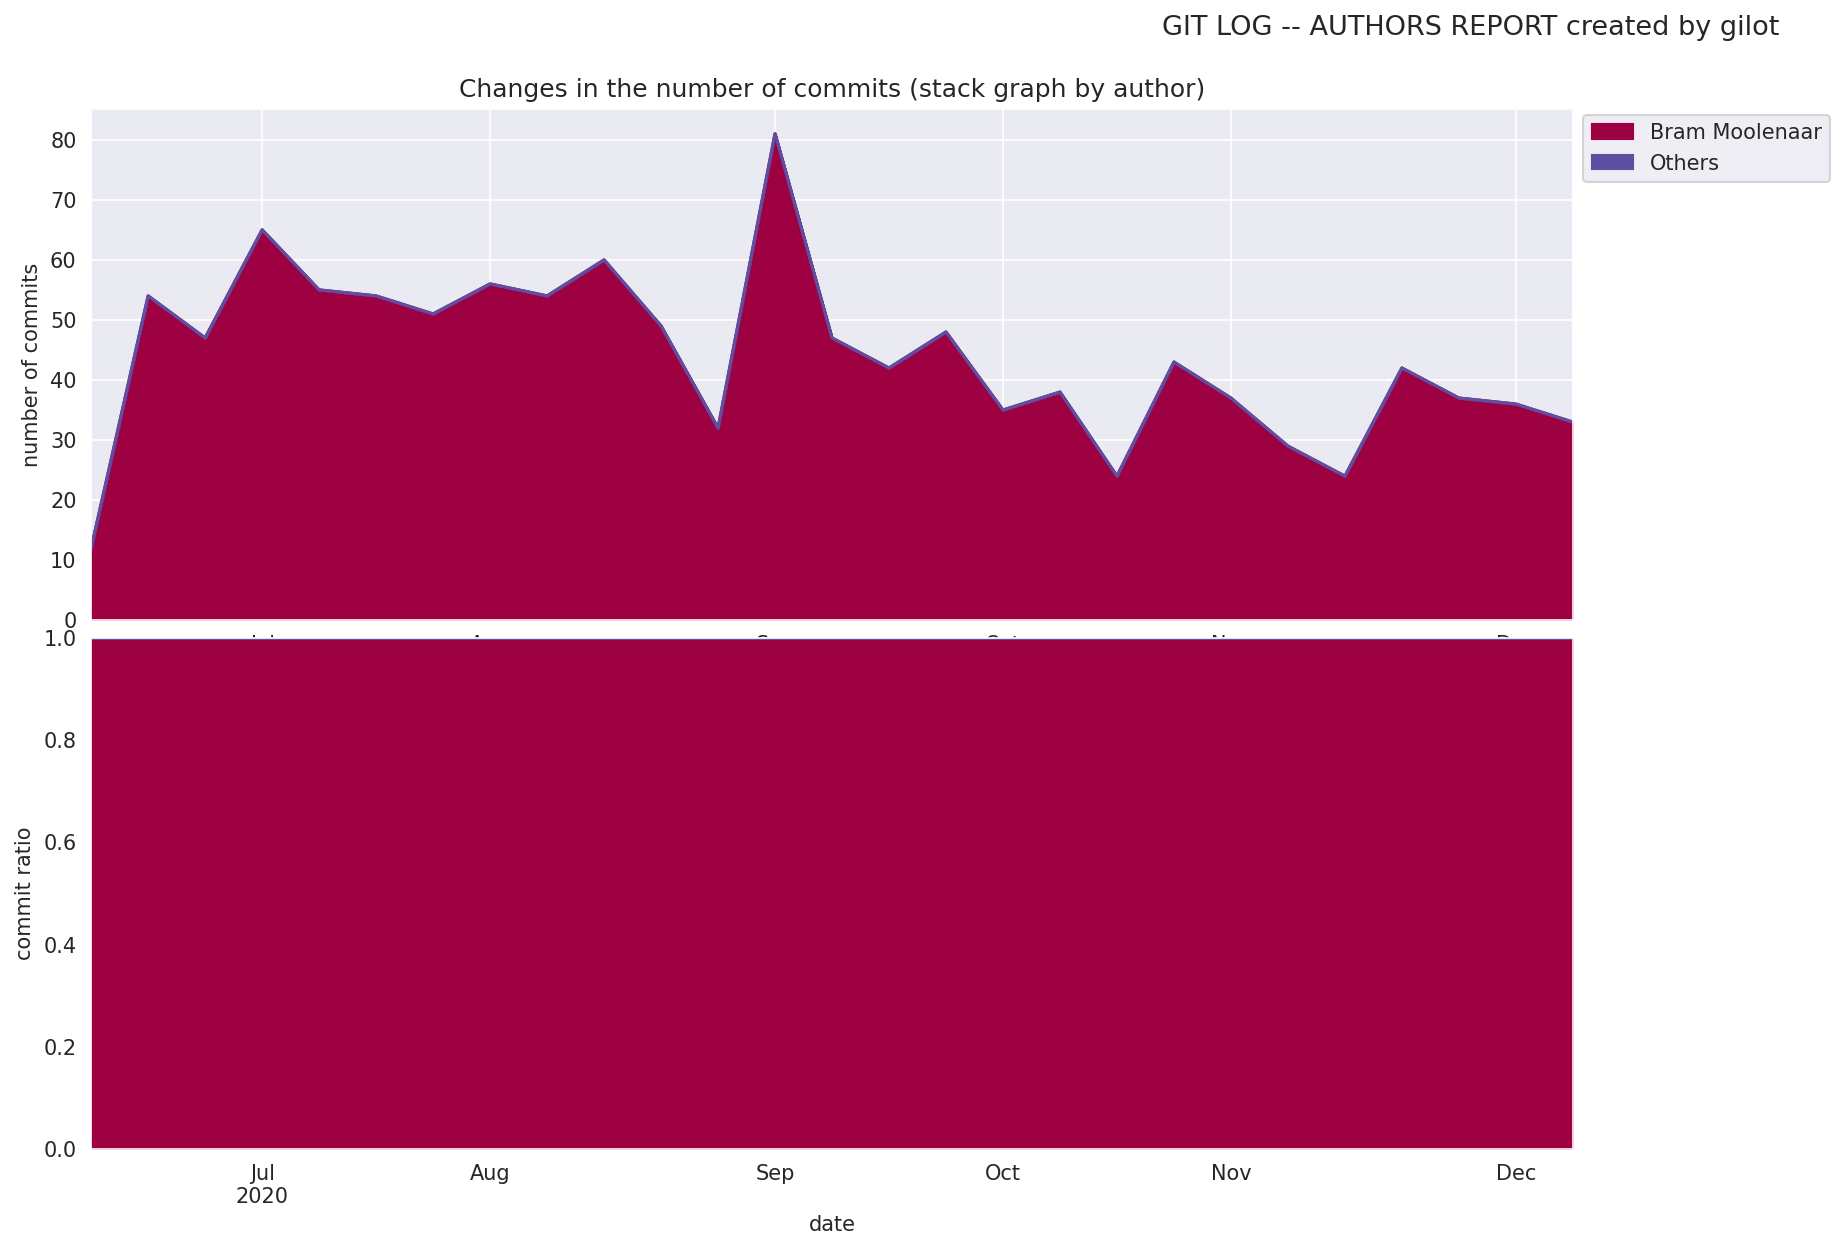 GIT LOG -- AUTHORS REPORT created by gilot
Changes in the number of commits (stack graph by author)
Bram Moolenaar
Others
number of commits
80
70
60
50
40
30
20
10
0
commit ratio
1.0
0.8
0.6
0.4
0.2
0.0
Jul Aug Sep Oct Nov Dec
2020
date